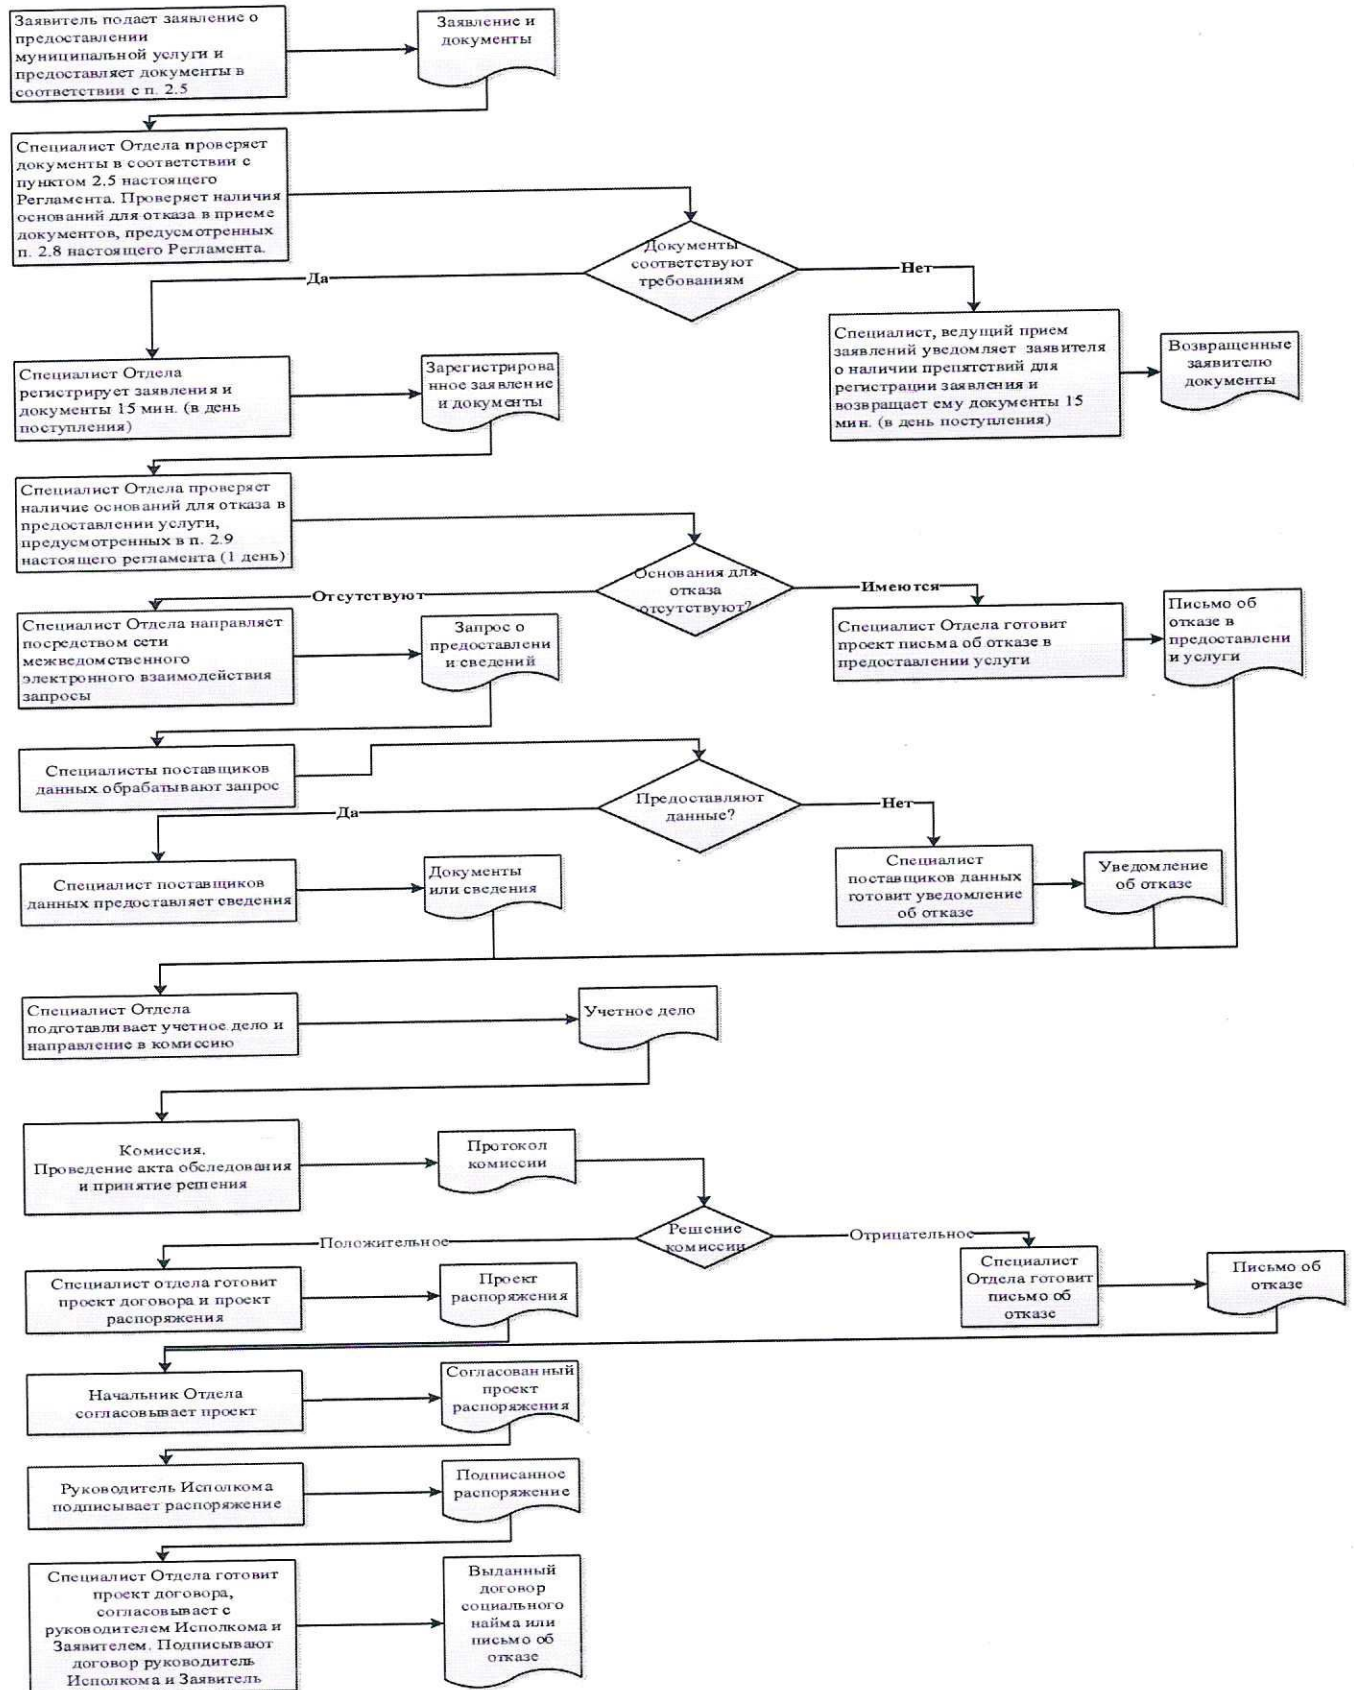 Заявитель подает заявление о
предоставлении
муниципальной услуги и
предоставляет документы в
соответствии с п. 2.5
Заявление и
документы
Специалист Отдела проверяет
документы в соответствии с
пунктом 2.5 настоящего
Регламента. Проверяет наличия
оснований для отказа в приеме
документов, предусмотренных
п. 2.8 настоящего Регламента.
Документы
соответствуют
требованиям
Да
Нет
Специалист Отдела
регистрирует заявления и
документы 15 мин. (в день
поступления)
Зарегистрирова
нное заявление
и документы
Специалист, ведущий прием
заявлений уведомляет заявителя
о наличии препятствий для
регистрации заявления и
возвращает ему документы 15
мин. (в день поступления)
Возвращенные
заявителю
документы
Специалист Отдела проверяет
наличие оснований для отказа в
предоставлении услуги,
предусмотренных в п. 2.9
настоящего регламента (1 день)
Основания для
отказа
отсутствуют?
Отсутствуют
Имеются
Специалист Отдела направляет
посредством сети
межведомственного
электронного взаимодействия
запросы
Запрос о
предоставлени
и сведений
Специалист Отдела готовит
проект письма об отказе в
предоставлении услуги
Письмо об
отказе в
предоставлени
и услуги
Специалисты поставщиков
данных обрабатывают запрос
Предоставляют
данные?
Да
Нет
Специалист поставщиков
данных предоставляет сведения
Документы
или сведения
Специалист
поставщиков данных
готовит уведомление
об отказе
Уведомление
об отказе
Специалист Отдела
подготавливает учетное дело и
направление в комиссию
Учетное дело
Комиссия.
Проведение акта обследования
и принятие решения
Протокол
комиссии
Решение
комиссии
Положительное
Отрицательное
Специалист отдела готовит
проект договора и проект
распоряжения
Проект
распоряжения
Специалист
Отдела готовит
письмо об
отказе
Письмо об
отказе
Начальник Отдела
согласовывает проект
Согласованный
проект
распоряжения
Руководитель Исполкома
подписывает распоряжение
Подписанное
распоряжение
Специалист Отдела готовит
проект договора,
согласовывает с
руководителем Исполкома и
Заявителем. Подписывают
договор руководитель
Исполкома и Заявитель
Выданный
договор
социального
найма или
письмо об
отказе